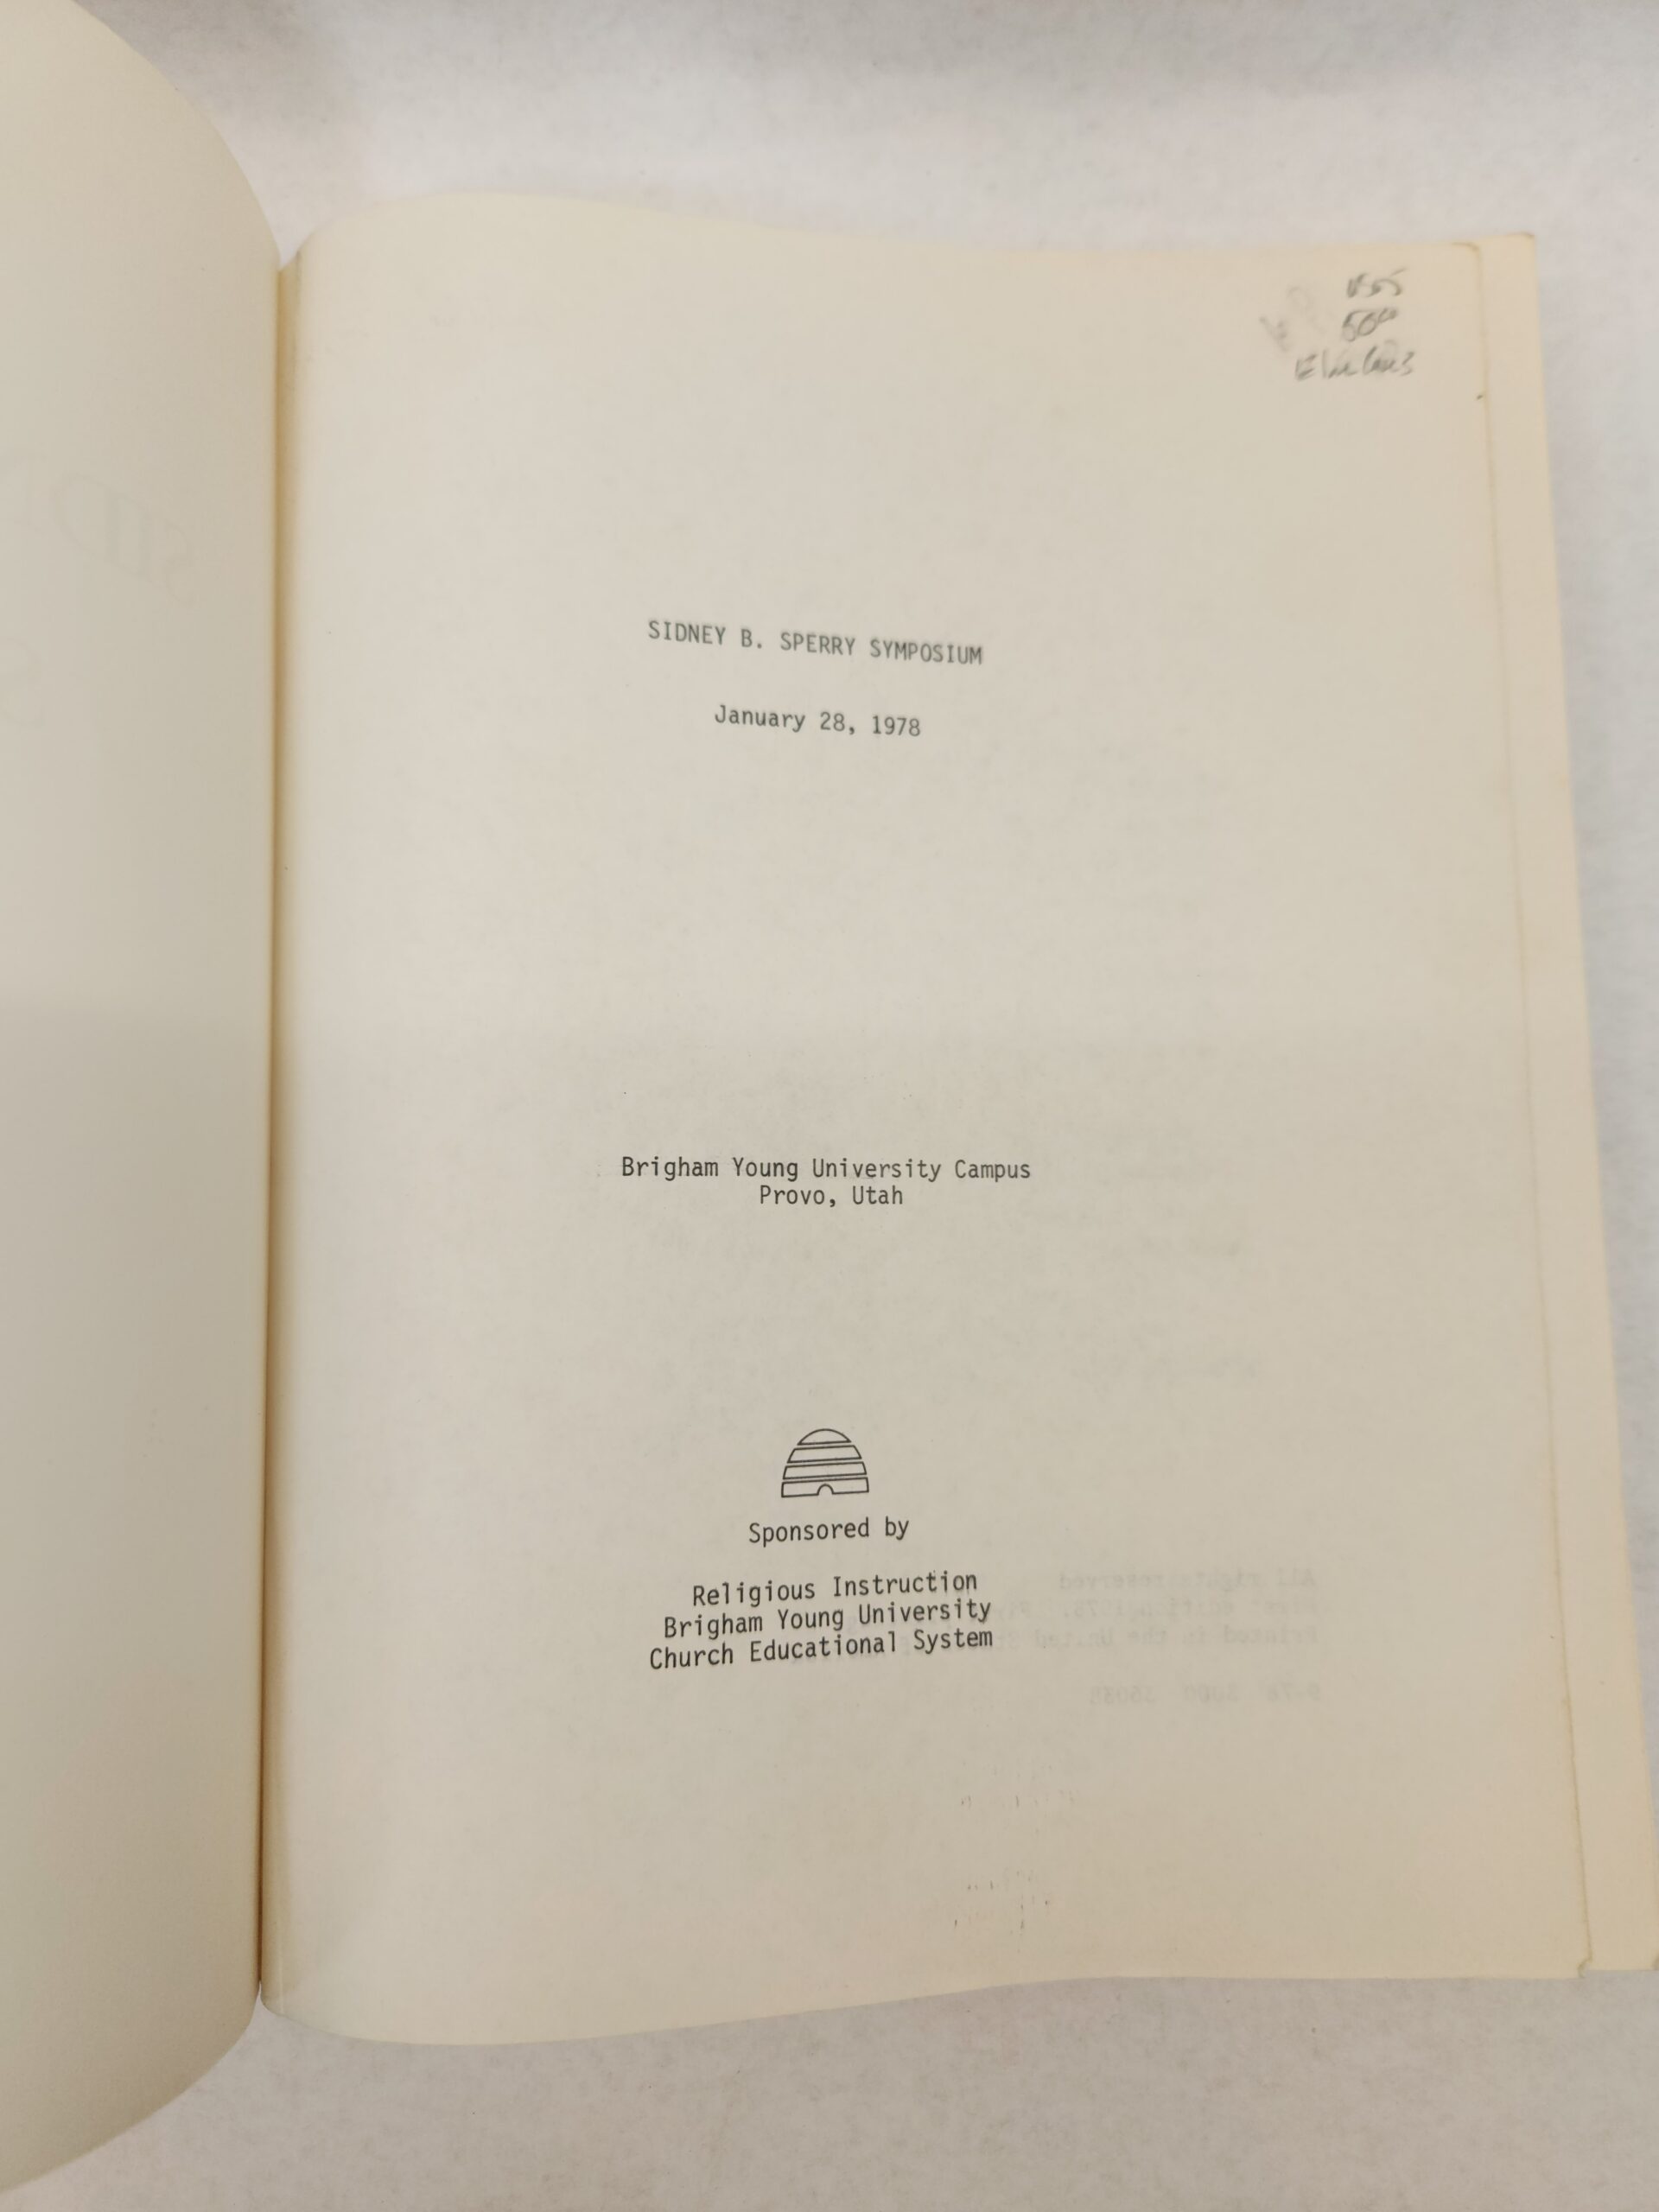 SIDNEY B. SPERRY SYMPOSIUM
January 28, 1978
Brigham Young University Campus
Provo, Utah
Sponsored by
Religious Instruction
Brigham Young University
Church Educational System